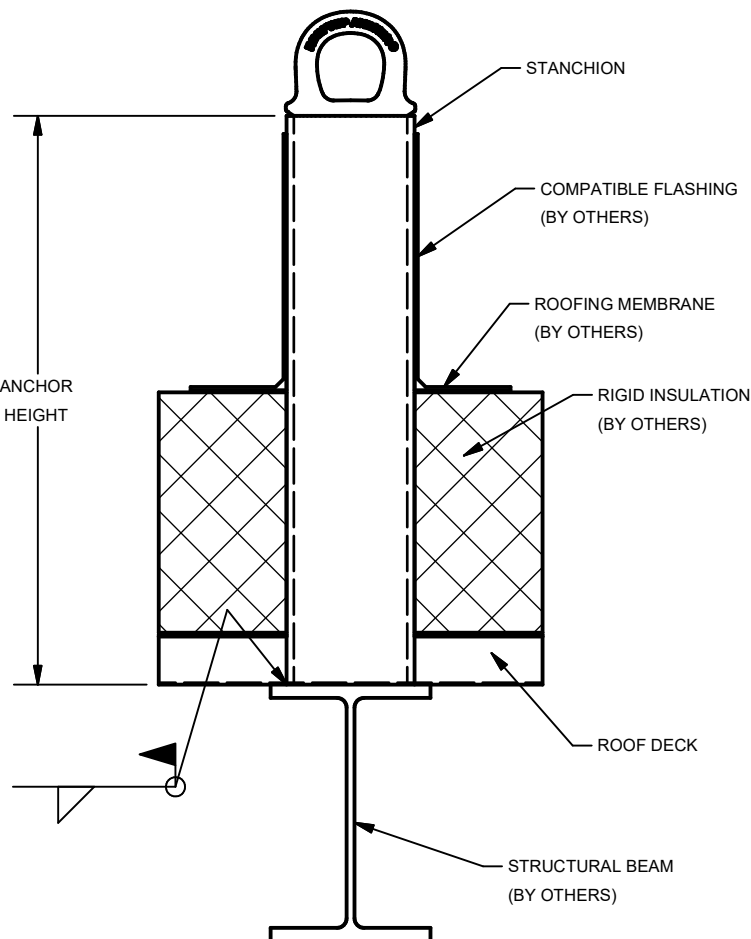 STANCHION
COMPATIBLE FLASHING
(BY OTHERS)
ROOFING MEMBRANE
(BY OTHERS)
ANCHOR
HEIGHT
RIGID INSULATION
(BY OTHERS)
ROOF DECK
STRUCTURAL BEAM
(BY OTHERS)